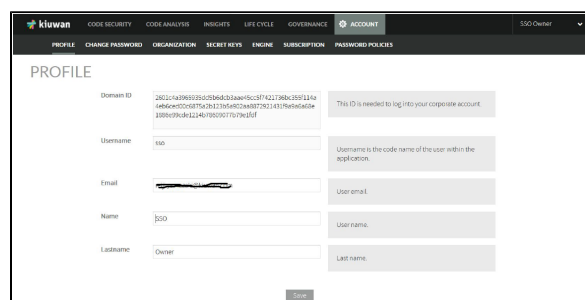 kiuwan CODE SECURITY CODE ANALYSIS INSIGHTS LIFE CYCLE GOVERNANCE ACCOUNT SSO Owner
PROFILE CHANGE PASSWORD ORGANIZATION SECRET KEYS ENGINE SUBSCRIPTION PASSWORD POLICIES
PROFILE
Domain ID
This ID is needed to log into your corporate account.
Username
sso
Username is the code name of the user within the
application.
Email
User email.
Name
SSO
User name.
Lastname
Owner
Last name.
Save